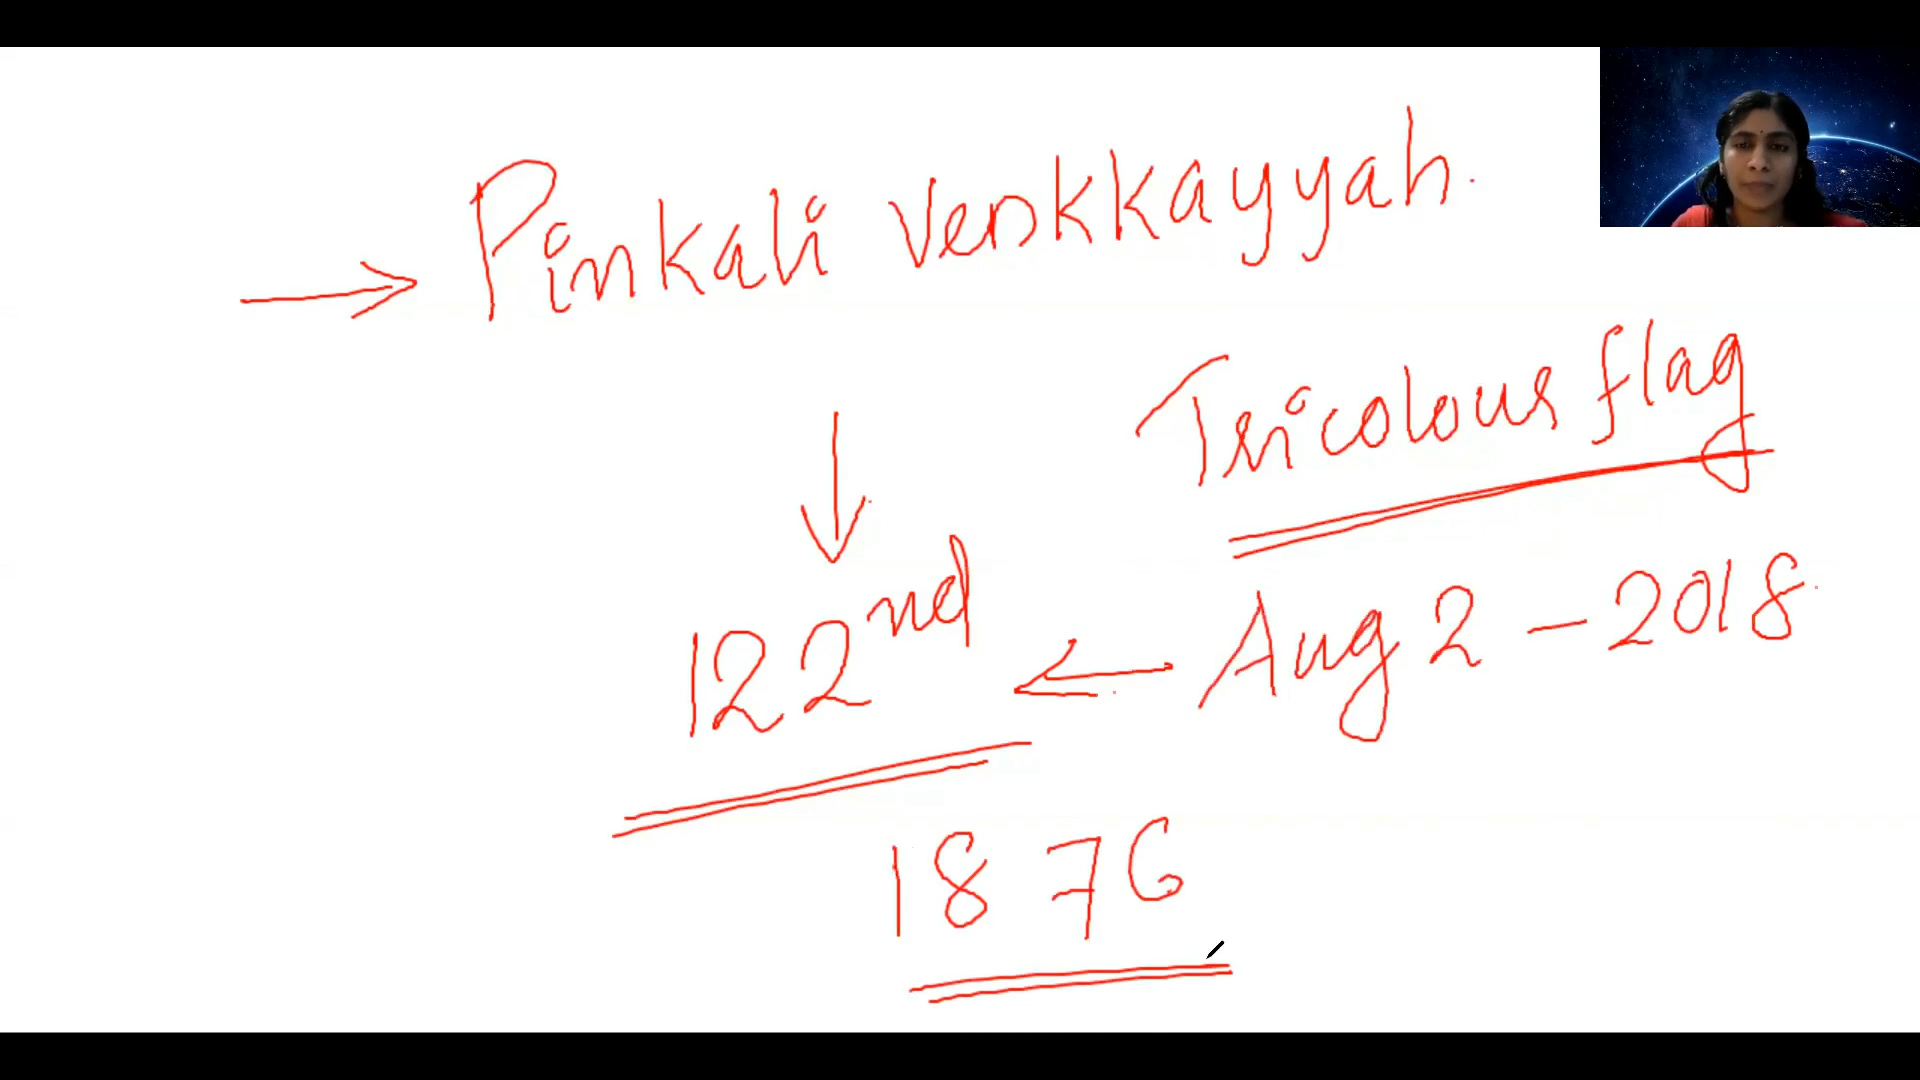 → Pinkali Venkkayyah.
Tricolour flag
122nd ← Aug 2 - 2018
1876